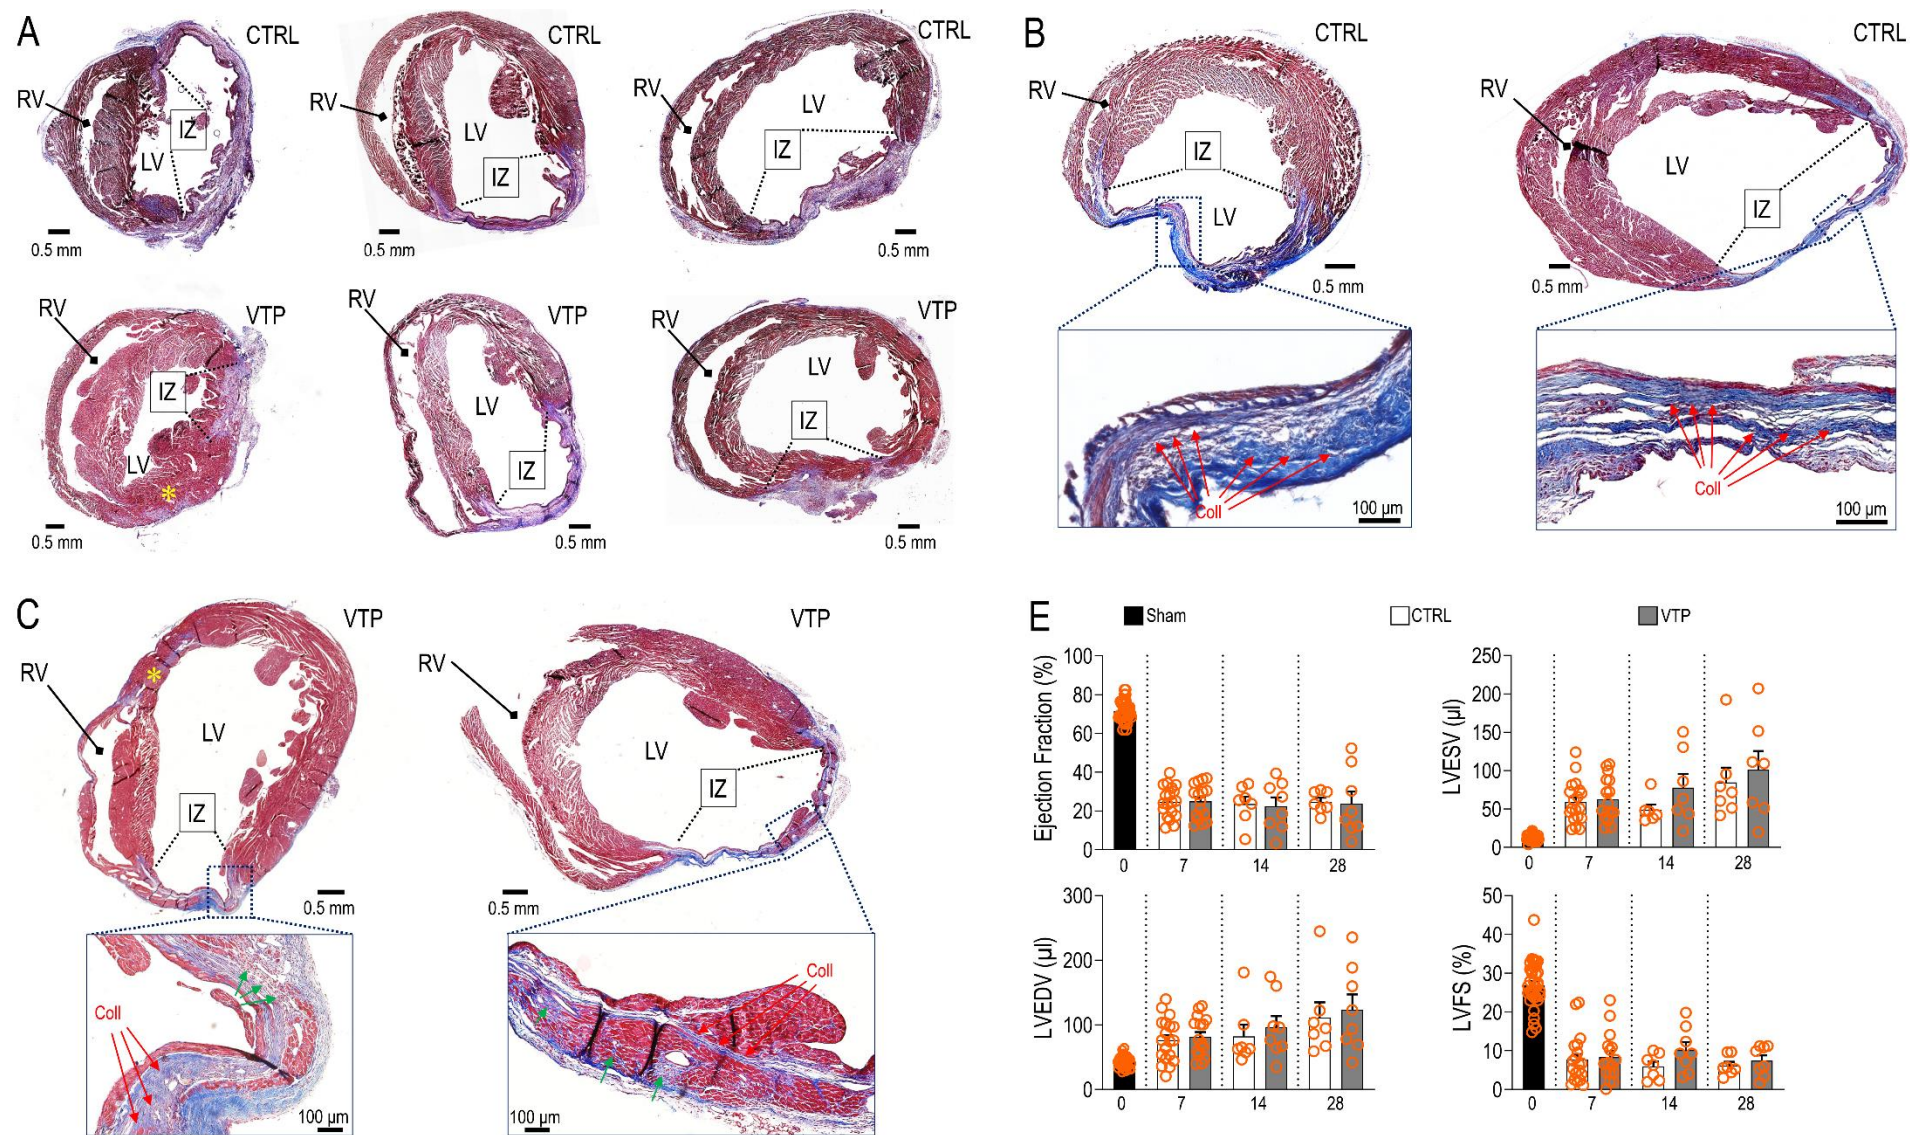 A
CTRL
RV
IZ
LV
0.5 mm
CTRL
RV
LV
IZ
0.5 mm
CTRL
RV
LV
IZ
0.5 mm
0.5 mm
RV
VTP
IZ
LV
*
0.5 mm
RV
VTP
LV
IZ
0.5 mm
RV
VTP
LV
IZ
0.5 mm
B
CTRL
RV
IZ
LV
0.5 mm
Coll
100 µm
CTRL
RV
LV
IZ
0.5 mm
Coll
100 µm
C
VTP
RV
*
LV
IZ
0.5 mm
Coll
100 µm
VTP
RV
LV
IZ
0.5 mm
Coll
100 µm
E
Sham
CTRL
VTP
Ejection Fraction (%)
100
80
60
40
20
0
0 7 14 28
LVESV (µl)
250
200
150
100
50
0
0 7 14 28
LVEDV (µl)
300
200
100
0
0 7 14 28
LVFS (%)
50
40
30
20
10
0
0 7 14 28